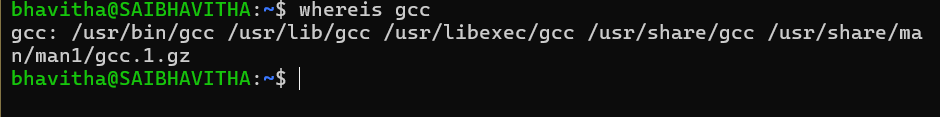 bhavitha@SAIBHAVITHA:~$ whereis gcc
gcc: /usr/bin/gcc /usr/lib/gcc /usr/libexec/gcc /usr/share/gcc /usr/share/ma
n/man1/gcc.1.gz
bhavitha@SAIBHAVITHA:~$